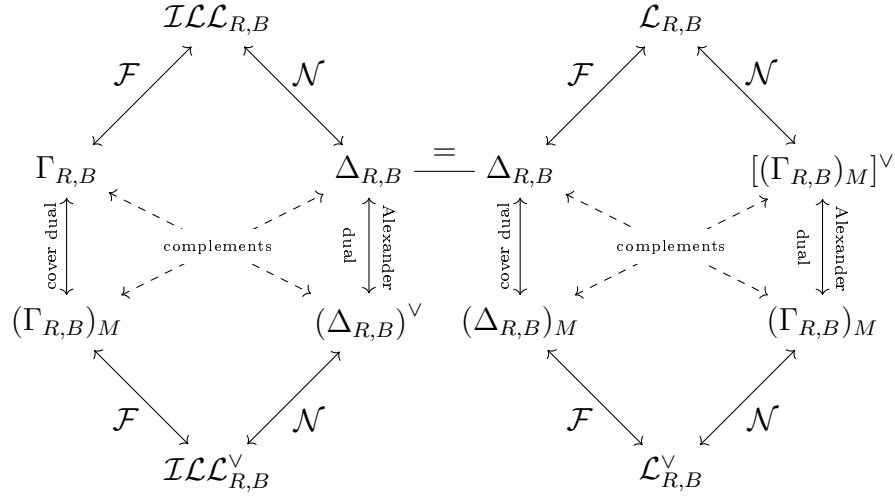 𝓘𝓛𝓛_{R,B} 𝓛_{R,B}
𝓕 𝓝 𝓕 𝓝
Γ_{R,B} Δ_{R,B} = Δ_{R,B} [(Γ_{R,B})_M]^∨
cover dual complements Alexander dual cover dual complements Alexander dual
(Γ_{R,B})_M (Δ_{R,B})^∨ (Δ_{R,B})_M (Γ_{R,B})_M
𝓕 𝓝 𝓕 𝓝
𝓘𝓛𝓛^∨_{R,B} 𝓛^∨_{R,B}